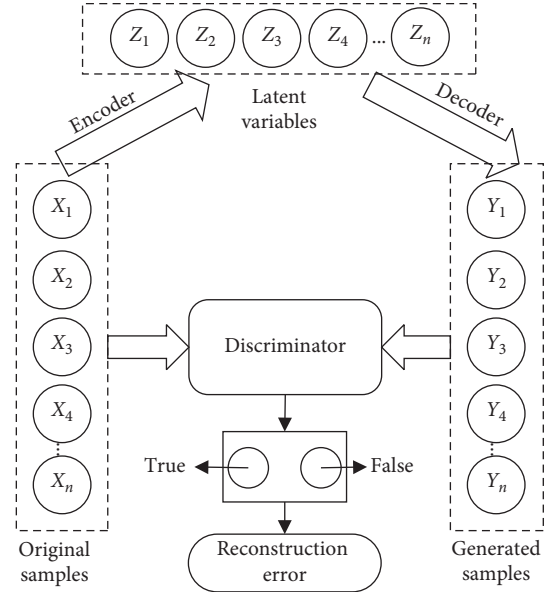 Z1 Z2 Z3 Z4 ... Zn
Latent
variables
Encoder
Decoder
X1
X2
X3
X4
Xn
Original
samples
Discriminator
True
False
Reconstruction
error
Y1
Y2
Y3
Y4
Yn
Generated
samples